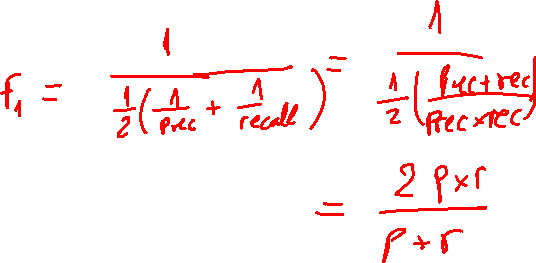 f₁ = 1 / (1/2 (1/prec + 1/recall)) = 1 / (1/2 (prec+rec / prec×rec))
= 2 p×r / p+r